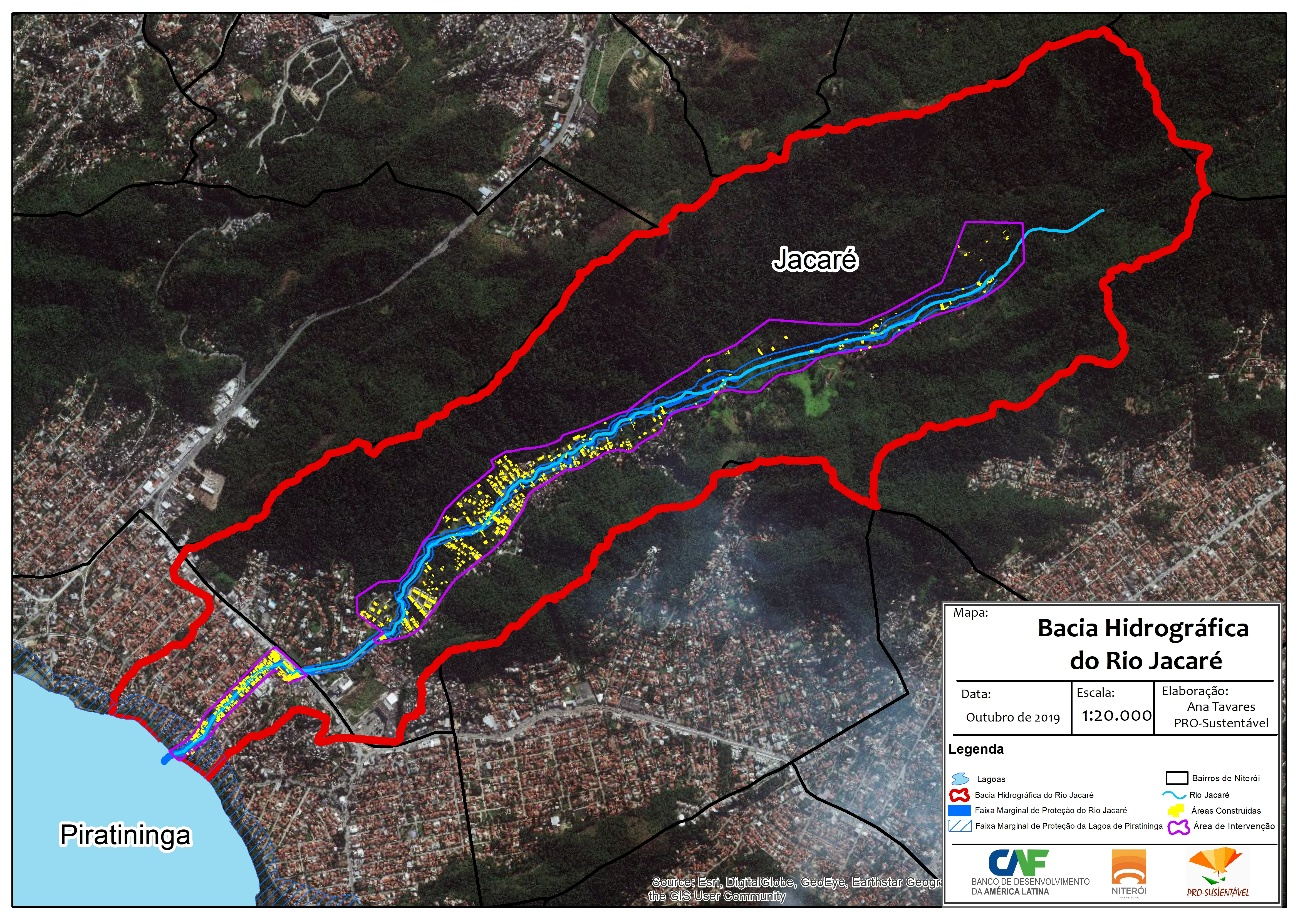 Jacaré
Piratininga
Mapa:
Bacia Hidrográfica
do Rio Jacaré
Data:
Outubro de 2019
Escala:
1:20.000
Elaboração:
Ana Tavares
PRO-Sustentável
Legenda
Lagoas
Bacia Hidrográfica do Rio Jacaré
Faixa Marginal de Proteção do Rio Jacaré
Faixa Marginal de Proteção da Lagoa de Piratininga
Bairros de Niterói
Rio Jacaré
Áreas Construídas
Área de Intervenção
CAF
BANCO DE DESENVOLVIMENTO
DA AMÉRICA LATINA
NITERÓI
PRO SUSTENTÁVEL
Source: Esri, DigitalGlobe, GeoEye, Earthstar Geogr
the GIS User Community